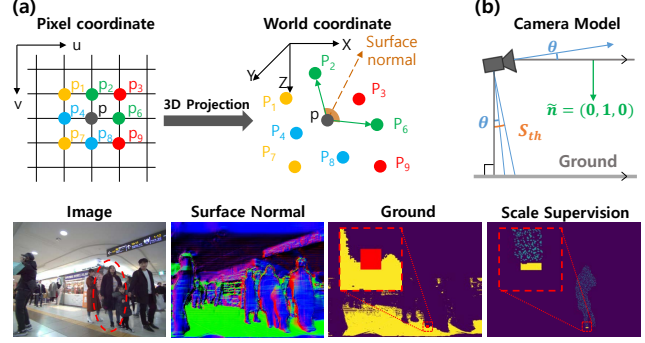 (a)
Pixel coordinate
World coordinate
(b)
Camera Model
u
v
p1 p2 p3
p4 p p6
p7 p8 p9
3D Projection
X
Y
Z
Surface
normal
P1
P2
P3
P4
p
P6
P7
P8
P9
θ
ñ = (0, 1, 0)
θ
Sth
Ground
Image
Surface Normal
Ground
Scale Supervision